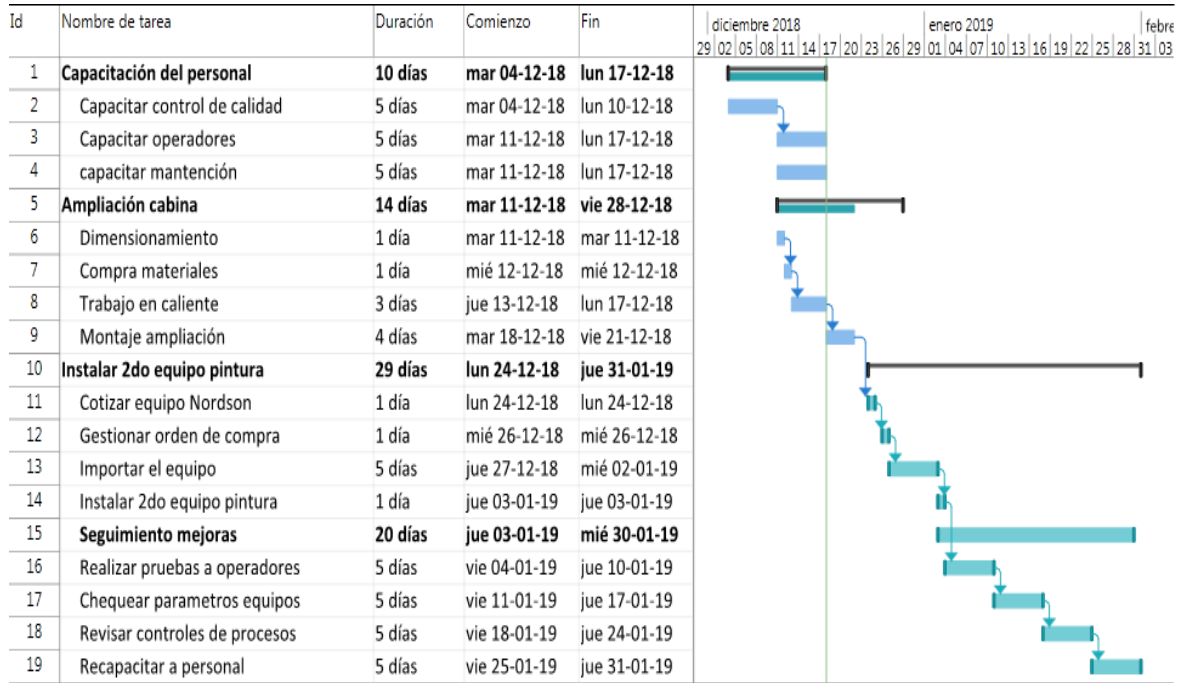 Id Nombre de tarea Duración Comienzo Fin diciembre 2018 enero 2019 febre
29 02 05 08 11 14 17 20 23 26 29 01 04 07 10 13 16 19 22 25 28 31 03
1 Capacitación del personal 10 días mar 04-12-18 lun 17-12-18
2 Capacitar control de calidad 5 días mar 04-12-18 lun 10-12-18
3 Capacitar operadores 5 días mar 11-12-18 lun 17-12-18
4 capacitar mantención 5 días mar 11-12-18 lun 17-12-18
5 Ampliación cabina 14 días mar 11-12-18 vie 28-12-18
6 Dimensionamiento 1 día mar 11-12-18 mar 11-12-18
7 Compra materiales 1 día mié 12-12-18 mié 12-12-18
8 Trabajo en caliente 3 días jue 13-12-18 lun 17-12-18
9 Montaje ampliación 4 días mar 18-12-18 vie 21-12-18
10 Instalar 2do equipo pintura 29 días lun 24-12-18 jue 31-01-19
11 Cotizar equipo Nordson 1 día lun 24-12-18 lun 24-12-18
12 Gestionar orden de compra 1 día mié 26-12-18 mié 26-12-18
13 Importar el equipo 5 días jue 27-12-18 mié 02-01-19
14 Instalar 2do equipo pintura 1 día jue 03-01-19 jue 03-01-19
15 Seguimiento mejoras 20 días jue 03-01-19 mié 30-01-19
16 Realizar pruebas a operadores 5 días vie 04-01-19 jue 10-01-19
17 Chequear parametros equipos 5 días vie 11-01-19 jue 17-01-19
18 Revisar controles de procesos 5 días vie 18-01-19 jue 24-01-19
19 Recapacitar a personal 5 días vie 25-01-19 jue 31-01-19